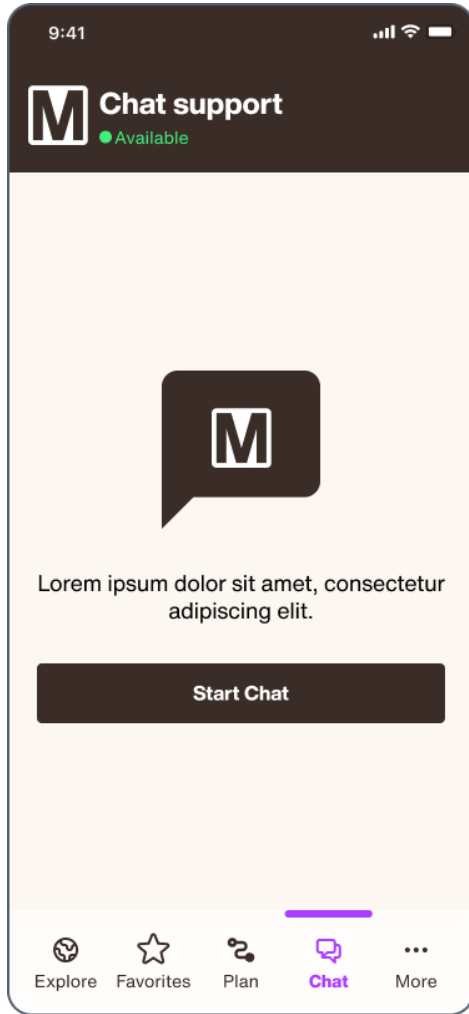 9:41
M
Chat support
Available
M
Lorem ipsum dolor sit amet, consectetur
adipiscing elit.
Start Chat
Explore
Favorites
Plan
Chat
More